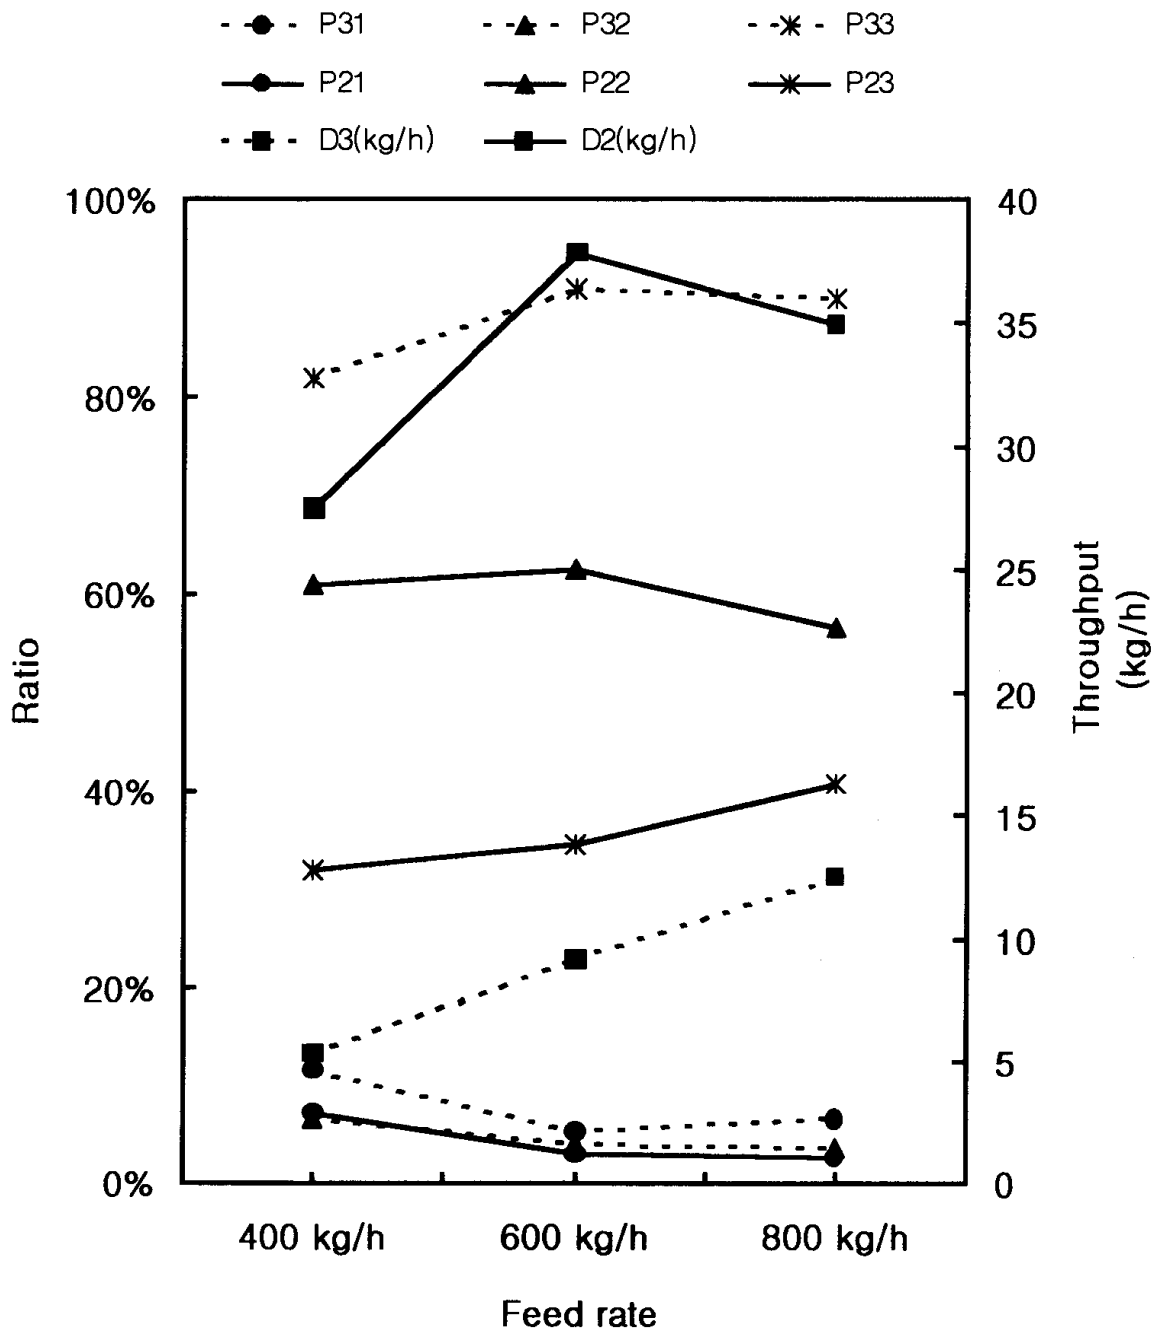 P31 P32 P33
P21 P22 P23
D3(kg/h) D2(kg/h)
100% 40
35
80%
30
60% 25
Ratio
Throughput
(kg/h)
20
40%
15
10
20%
5
0% 0
400 kg/h 600 kg/h 800 kg/h
Feed rate